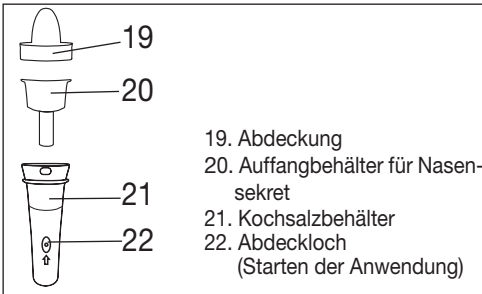 19
20
21
22
19. Abdeckung
20. Auffangbehälter für Nasen-
sekret
21. Kochsalzbehälter
22. Abdeckloch
(Starten der Anwendung)